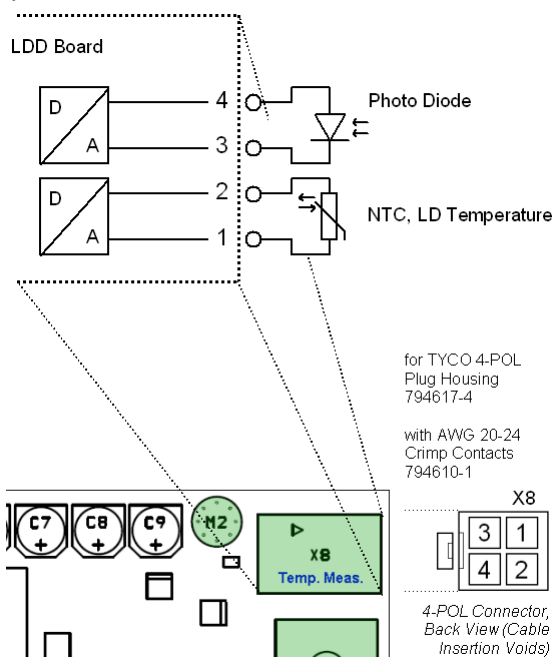 LDD Board
D
A
4
3
Photo Diode
D
A
2
1
NTC, LD Temperature
for TYCO 4-POL
Plug Housing
794617-4
with AWG 20-24
Crimp Contacts
794610-1
X8
3 1
4 2
4-POL Connector,
Back View (Cable
Insertion Voids)
C7
+
C8
+
C9
+
M2
X8
Temp. Meas.